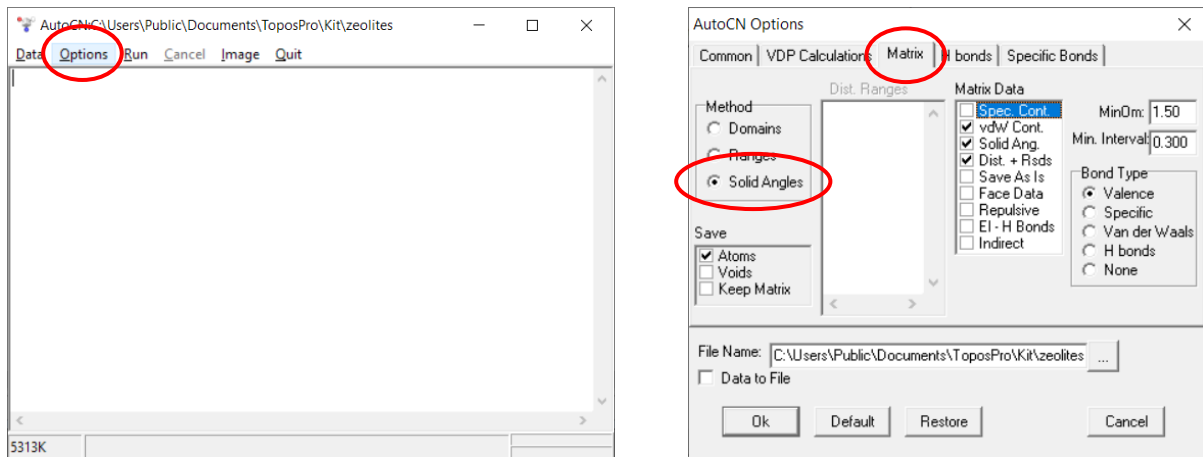 AutoCN:C:\Users\Public\Documents\ToposPro\Kit\zeolites
Data Options Run Cancel Image Quit
5313K
AutoCN Options
Common VDP Calculations Matrix H bonds Specific Bonds
Method
Domains
Ranges
Solid Angles
Save
Atoms
Voids
Keep Matrix
Dist. Ranges
Matrix Data
Spec. Cont.
vdW Cont.
Solid Ang.
Dist. + Rsds
Save As Is
Face Data
Repulsive
El - H Bonds
Indirect
MinOm: 1.50
Min. Interval: 0.300
Bond Type
Valence
Specific
Van der Waals
H bonds
None
File Name: C:\Users\Public\Documents\ToposPro\Kit\zeolites ...
Data to File
Ok Default Restore Cancel